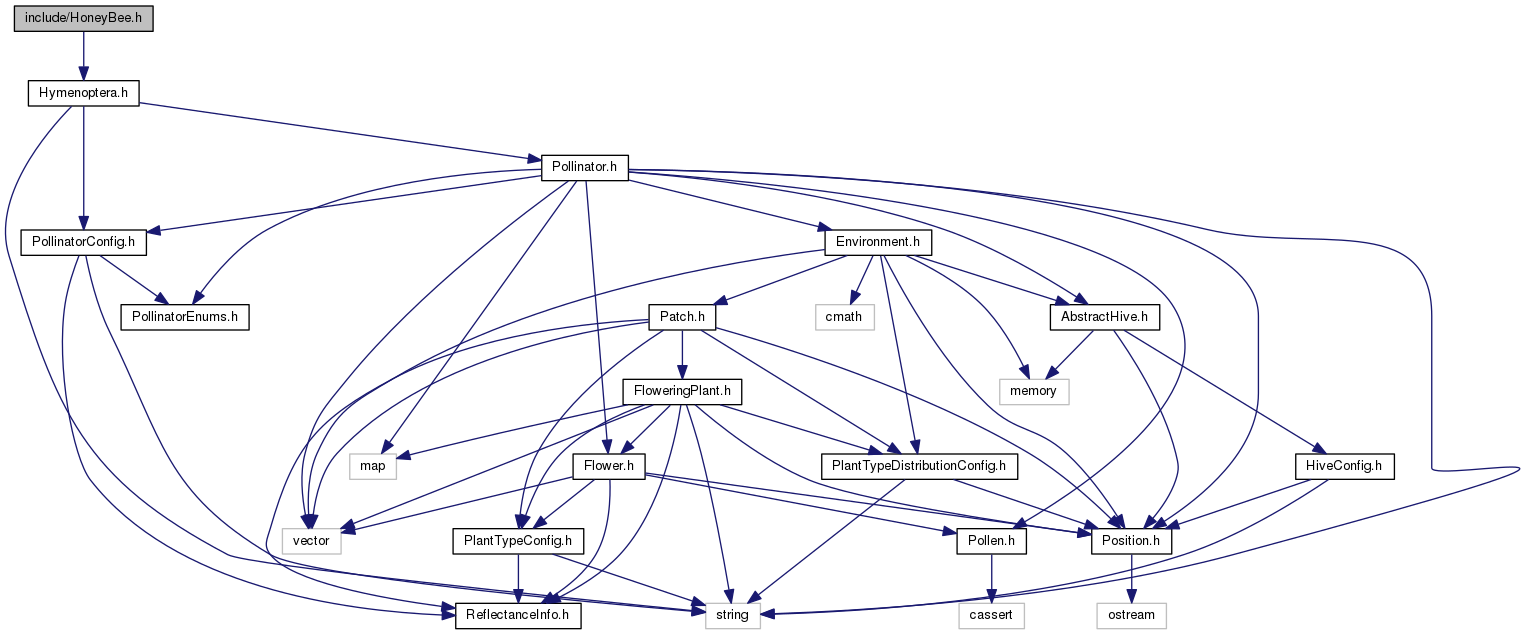 include/HoneyBee.h
Hymenoptera.h
Pollinator.h
PollinatorConfig.h
Environment.h
PollinatorEnums.h
Patch.h
cmath
AbstractHive.h
FloweringPlant.h
memory
map
Flower.h
PlantTypeDistributionConfig.h
HiveConfig.h
vector
PlantTypeConfig.h
Pollen.h
Position.h
ReflectanceInfo.h
string
cassert
ostream